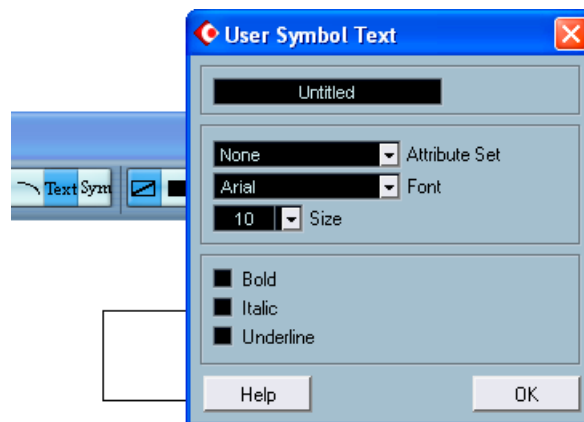 User Symbol Text
Untitled
None Attribute Set
Text Sym
Arial Font
10 Size
Bold
Italic
Underline
Help OK